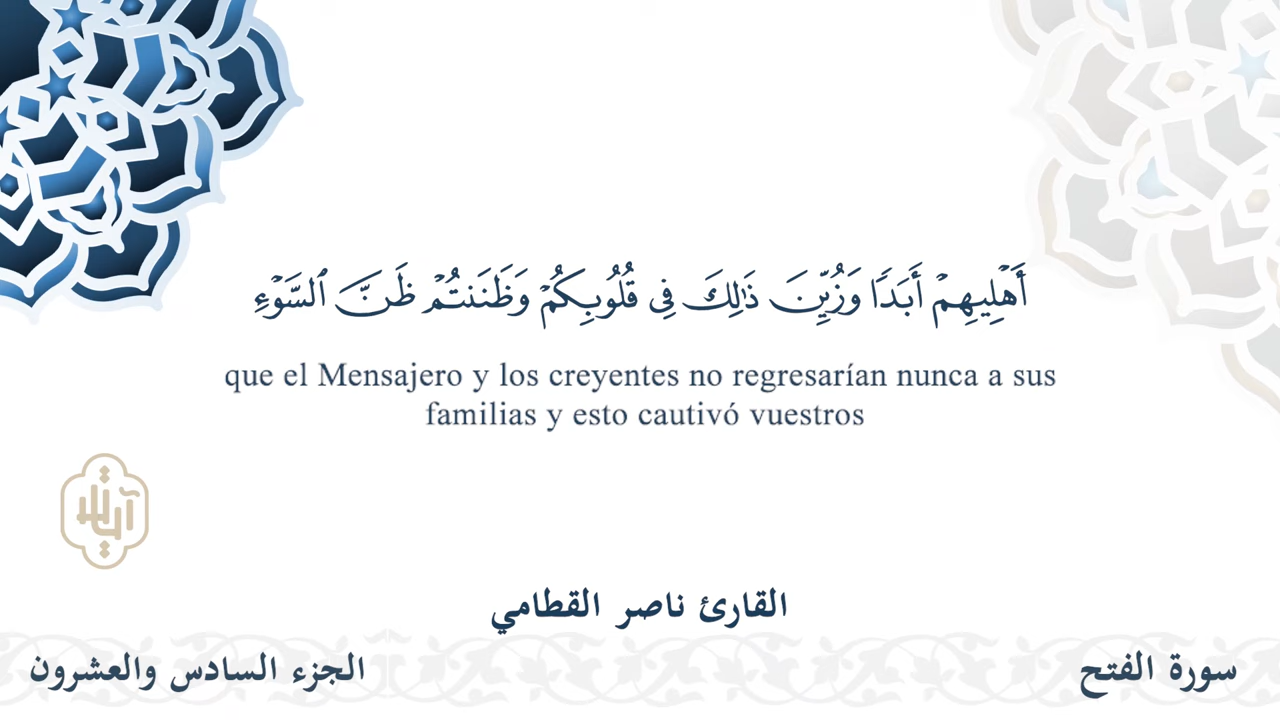 أَهْلِيهِمْ أَبَدًا وَزُيِّنَ ذَٰلِكَ فِي قُلُوبِكُمْ وَظَنَنتُمْ ظَنَّ ٱلسَّوْءِ
que el Mensajero y los creyentes no regresarían nunca a sus
familias y esto cautivó vuestros
القارئ ناصر القطامي
سورة الفتح
الجزء السادس والعشرون